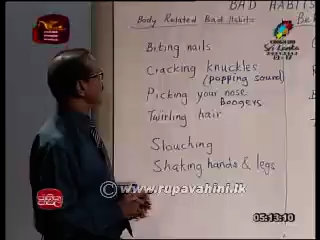 BAD HABITS
Body Related Bad Habits Be
Biting nails
Cracking knuckles
(popping sound)
Picking your nose
Boogers
Twirling hair
Slouching
Shaking hands & legs
www.rupavahini.lk
05:13:10
Sri Lanka